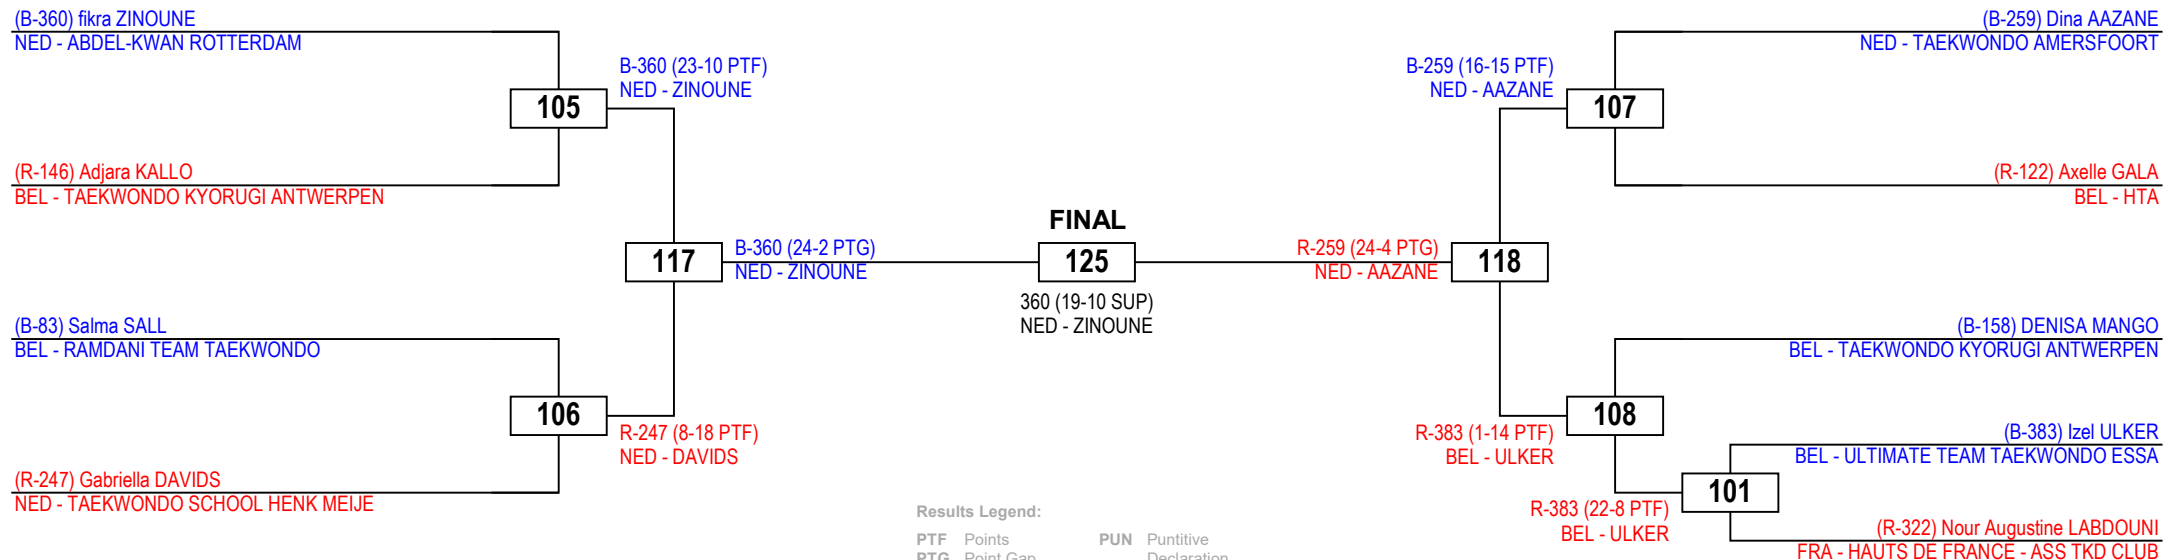 (B-360) fikra ZINOUNE
NED - ABDEL-KWAN ROTTERDAM
B-360 (23-10 PTF)
NED - ZINOUNE
105
(R-146) Adjara KALLO
BEL - TAEKWONDO KYORUGI ANTWERPEN
117
B-360 (24-2 PTG)
NED - ZINOUNE
(B-83) Salma SALL
BEL - RAMDANI TEAM TAEKWONDO
106
R-247 (8-18 PTF)
NED - DAVIDS
(R-247) Gabriella DAVIDS
NED - TAEKWONDO SCHOOL HENK MEIJE
FINAL
125
360 (19-10 SUP)
NED - ZINOUNE
(B-259) Dina AAZANE
NED - TAEKWONDO AMERSFOORT
B-259 (16-15 PTF)
NED - AAZANE
107
(R-122) Axelle GALA
BEL - HTA
R-259 (24-4 PTG)
NED - AAZANE
118
(B-158) DENISA MANGO
BEL - TAEKWONDO KYORUGI ANTWERPEN
108
R-383 (1-14 PTF)
BEL - ULKER
(B-383) Izel ULKER
BEL - ULTIMATE TEAM TAEKWONDO ESSA
101
R-383 (22-8 PTF)
BEL - ULKER
(R-322) Nour Augustine LABDOUNI
FRA - HAUTS DE FRANCE - ASS TKD CLUB
Results Legend:
PTF Points PUN Puntitive
PTG Point Gap Declaration